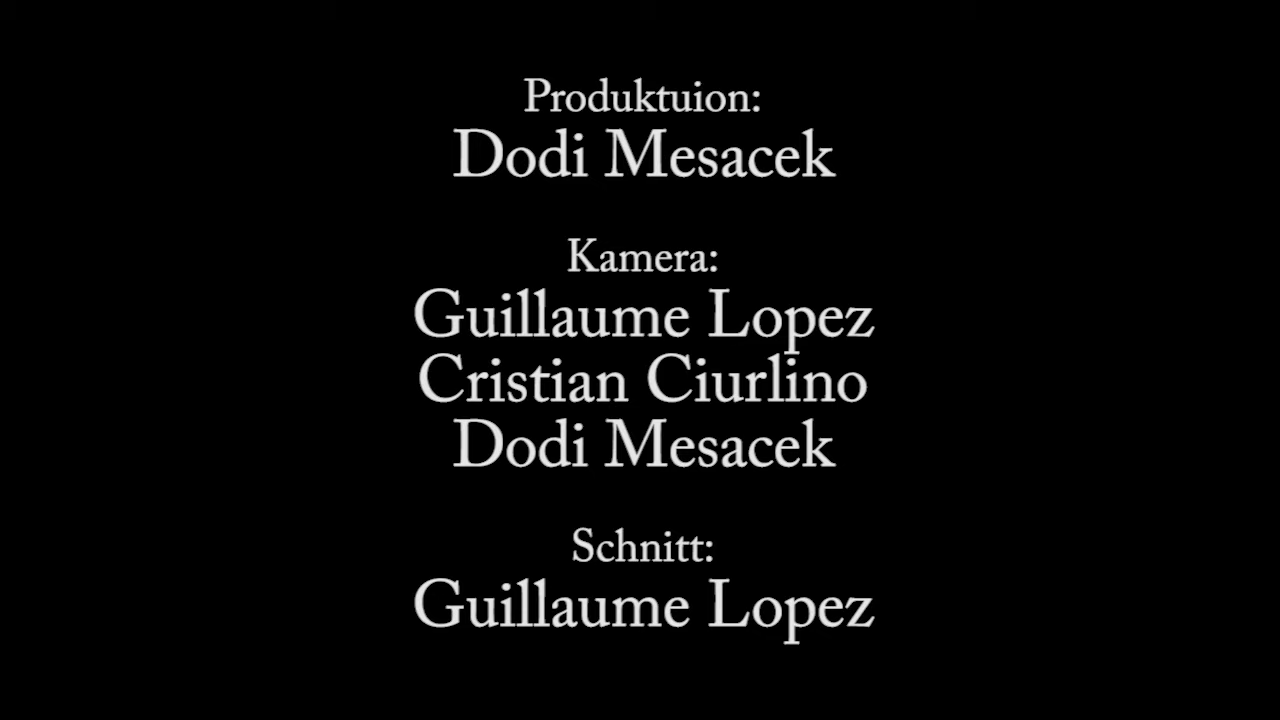 Produktuion:
Dodi Mesacek
Kamera:
Guillaume Lopez
Cristian Ciurlino
Dodi Mesacek
Schnitt:
Guillaume Lopez